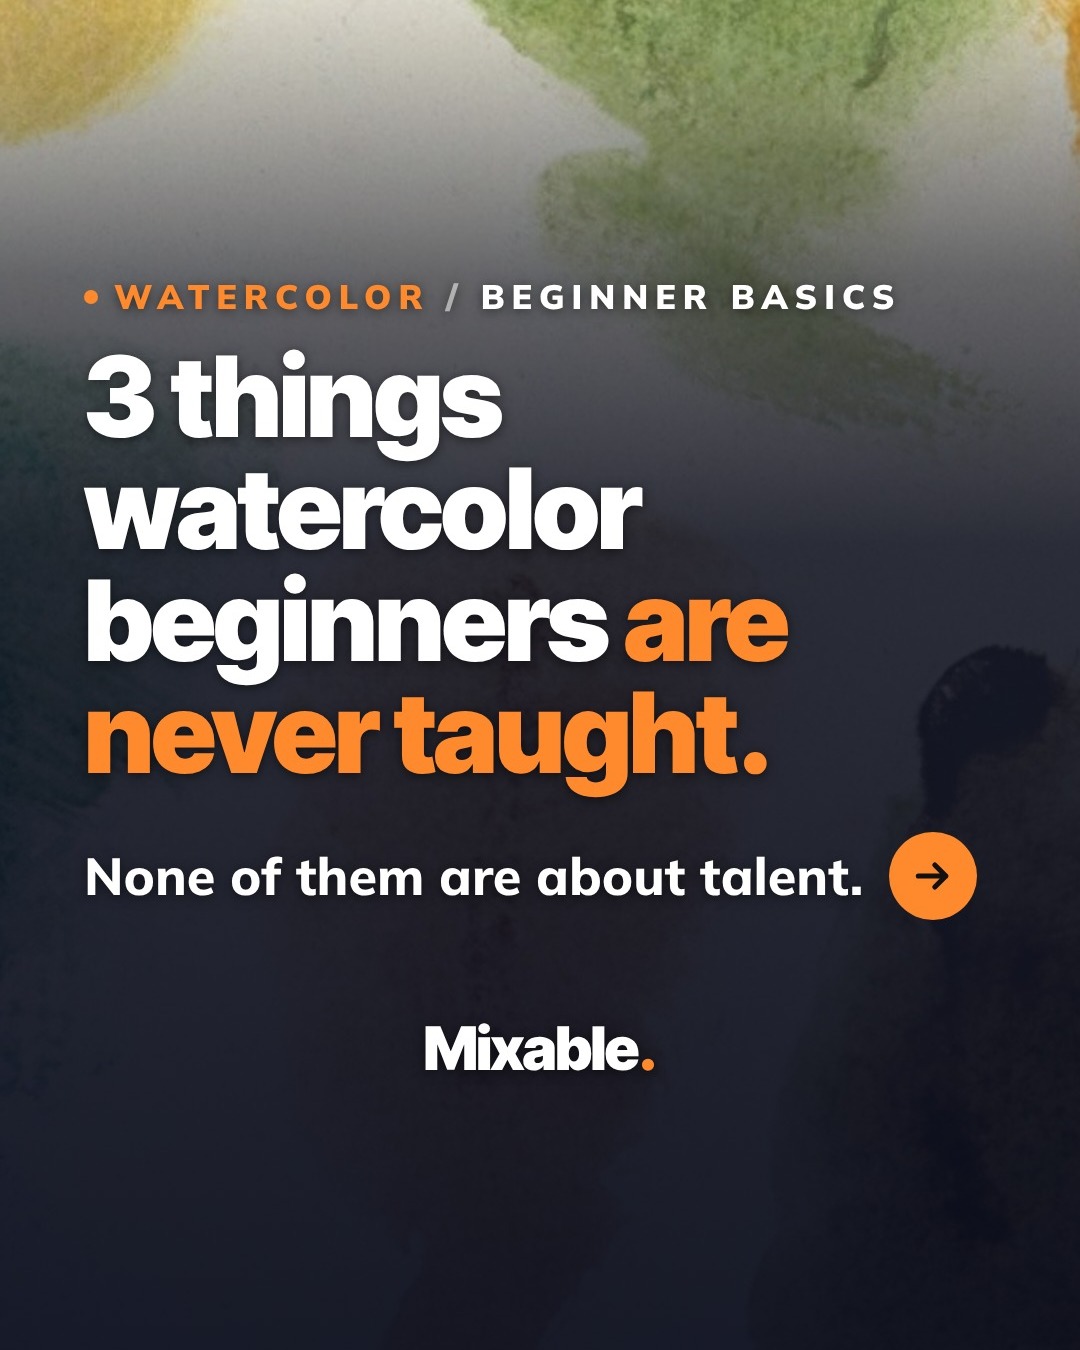 • WATERCOLOR / BEGINNER BASICS
3 things
watercolor
beginners are
never taught.
None of them are about talent. →
Mixable.